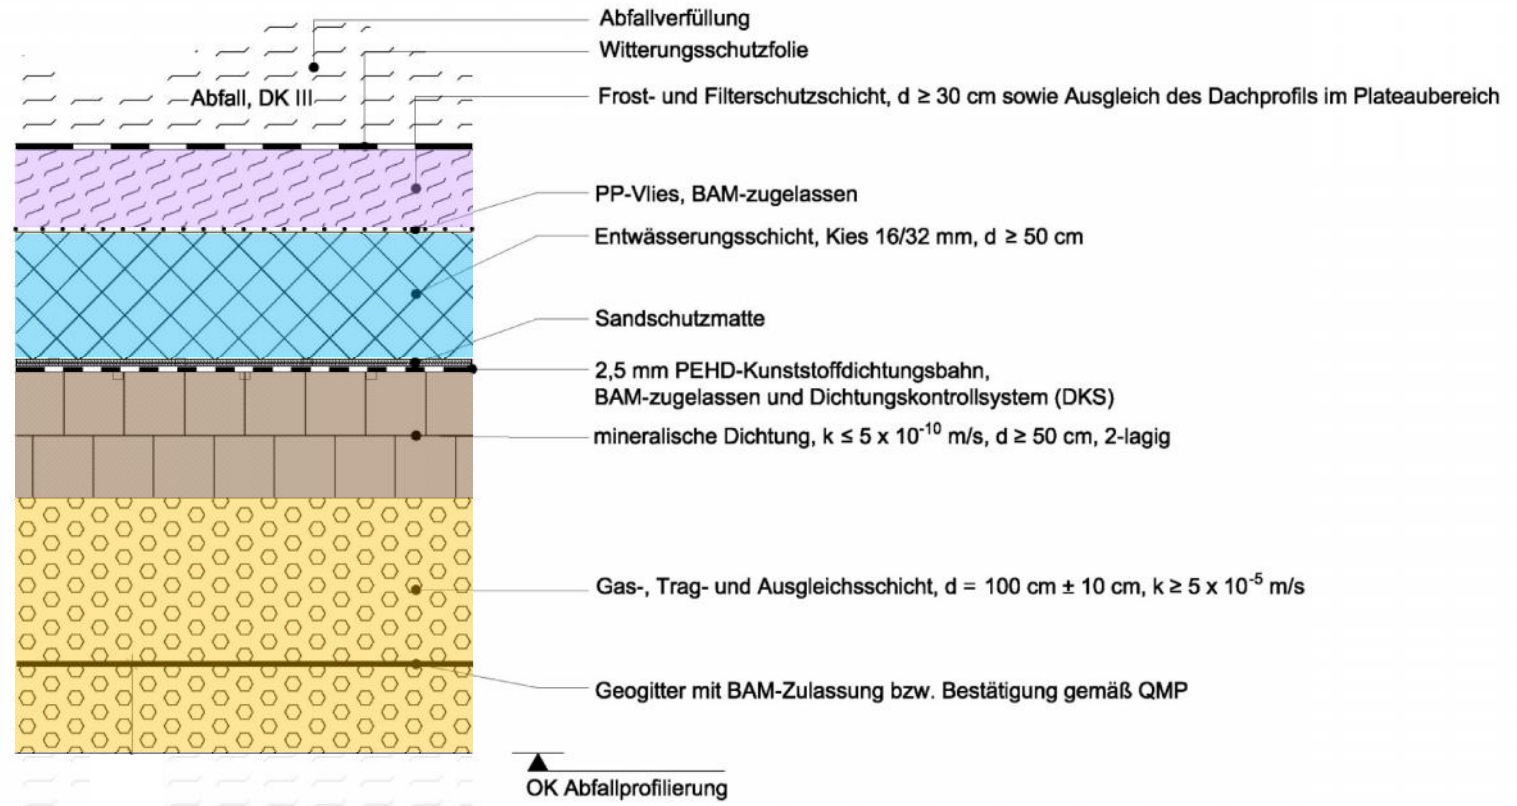 Abfallverfüllung
Witterungsschutzfolie
Abfall, DK III
Frost- und Filterschutzschicht, d ≥ 30 cm sowie Ausgleich des Dachprofils im Plateaubereich
PP-Vlies, BAM-zugelassen
Entwässerungsschicht, Kies 16/32 mm, d ≥ 50 cm
Sandschutzmatte
2,5 mm PEHD-Kunststoffdichtungsbahn,
BAM-zugelassen und Dichtungskontrollsystem (DKS)
mineralische Dichtung, k ≤ 5 x 10⁻¹⁰ m/s, d ≥ 50 cm, 2-lagig
Gas-, Trag- und Ausgleichsschicht, d = 100 cm ± 10 cm, k ≥ 5 x 10⁻⁵ m/s
Geogitter mit BAM-Zulassung bzw. Bestätigung gemäß QMP
OK Abfallprofilierung